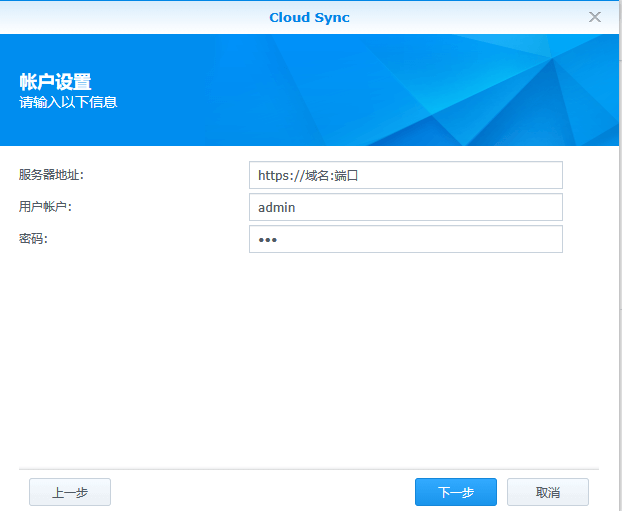 Cloud Sync
帐户设置
请输入以下信息
服务器地址:
https://域名:端口
用户帐户:
admin
密码:
•••
上一步
下一步
取消